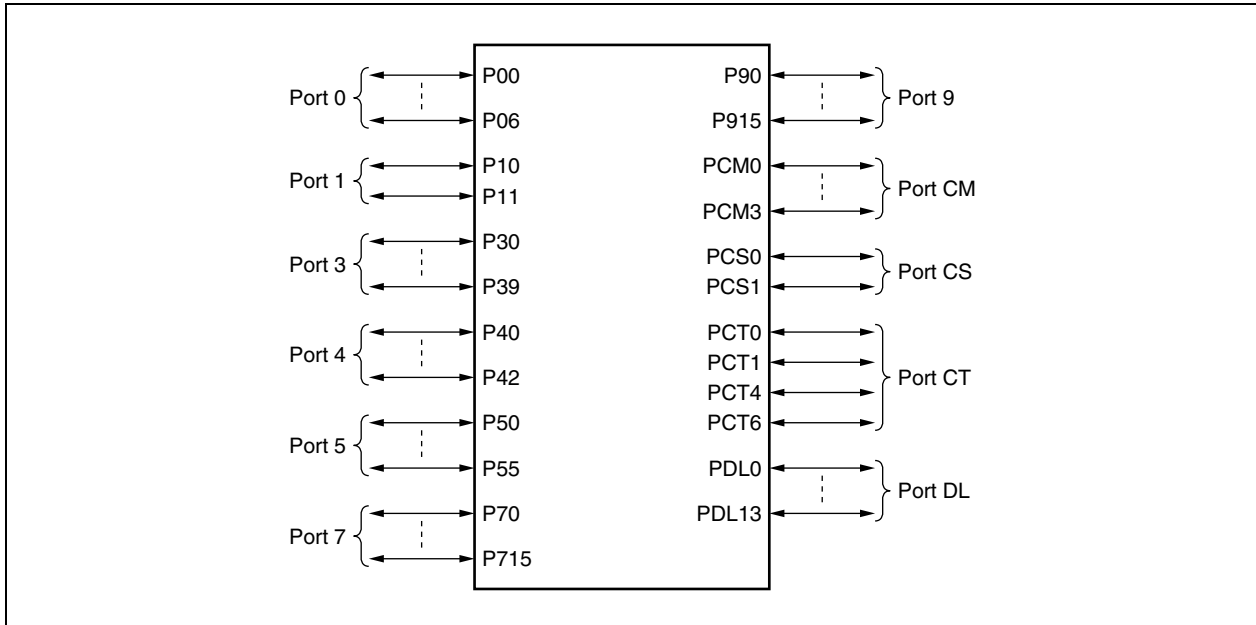 Port 0
P00
P06
Port 1
P10
P11
Port 3
P30
P39
Port 4
P40
P42
Port 5
P50
P55
Port 7
P70
P715
P90
P915
Port 9
PCM0
PCM3
Port CM
PCS0
PCS1
Port CS
PCT0
PCT1
PCT4
PCT6
Port CT
PDL0
PDL13
Port DL